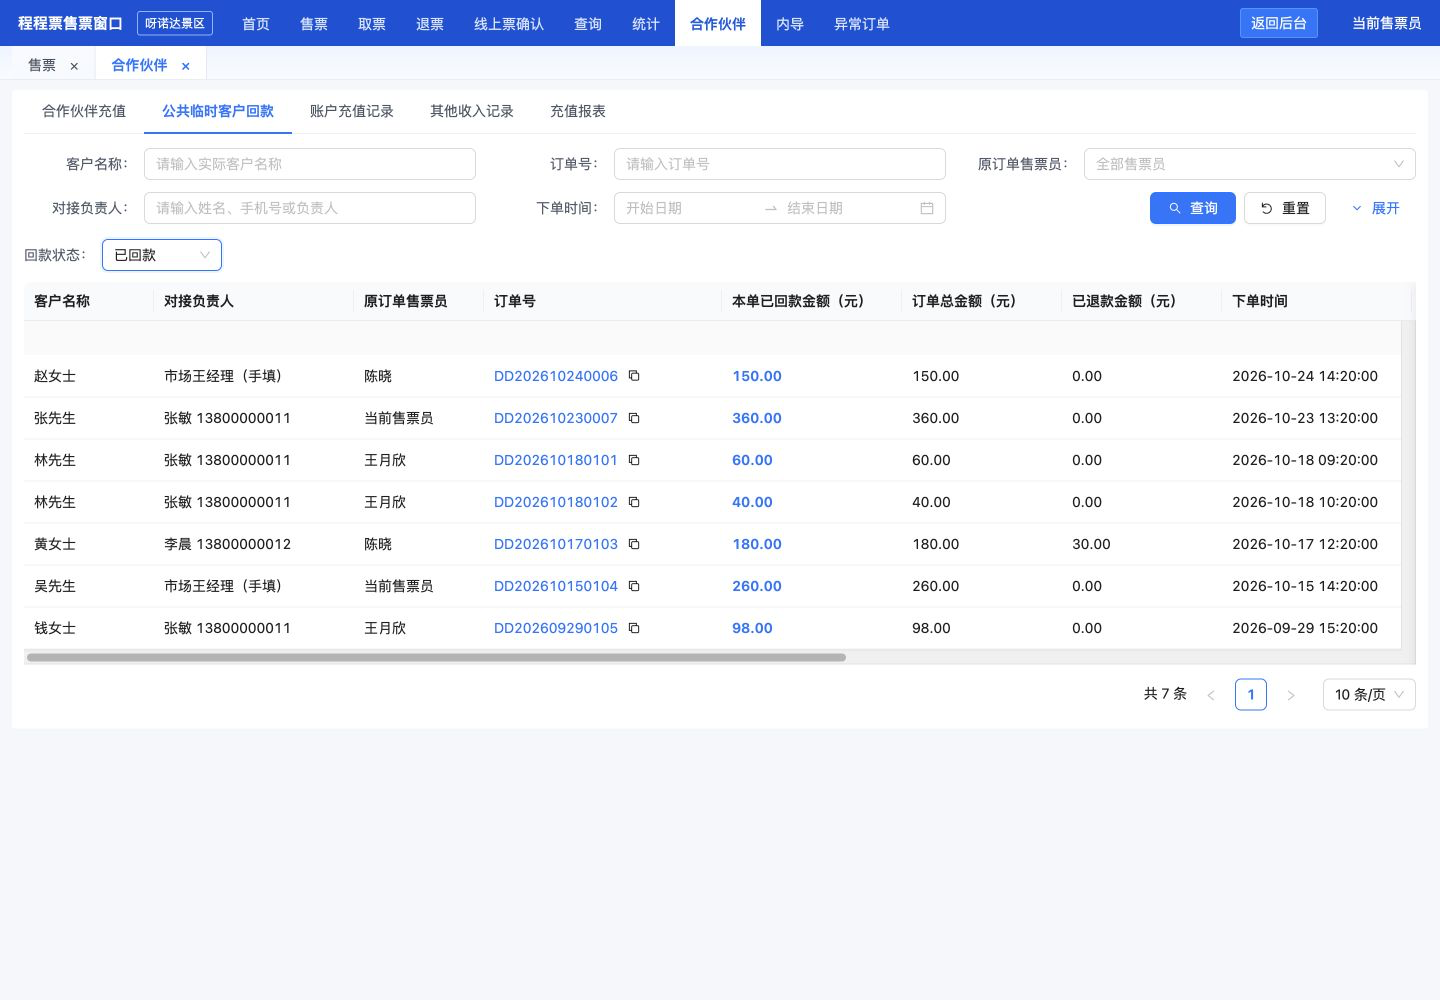 程程票售票窗口 呀诺达景区 首页 售票 取票 退票 线上票确认 查询 统计 合作伙伴 内导 异常订单 返回后台 当前售票员
售票 × 合作伙伴 ×
合作伙伴充值 公共临时客户回款 账户充值记录 其他收入记录 充值报表
客户名称: 请输入实际客户名称 订单号: 请输入订单号 原订单售票员: 全部售票员
对接负责人: 请输入姓名、手机号或负责人 下单时间: 开始日期 → 结束日期 查询 重置 展开
回款状态: 已回款
客户名称 对接负责人 原订单售票员 订单号 本单已回款金额（元） 订单总金额（元） 已退款金额（元） 下单时间
赵女士 市场王经理（手填） 陈晓 DD202610240006 150.00 150.00 0.00 2026-10-24 14:20:00
张先生 张敏 13800000011 当前售票员 DD202610230007 360.00 360.00 0.00 2026-10-23 13:20:00
林先生 张敏 13800000011 王月欣 DD202610180101 60.00 60.00 0.00 2026-10-18 09:20:00
林先生 张敏 13800000011 王月欣 DD202610180102 40.00 40.00 0.00 2026-10-18 10:20:00
黄女士 李晨 13800000012 陈晓 DD202610170103 180.00 180.00 30.00 2026-10-17 12:20:00
吴先生 市场王经理（手填） 当前售票员 DD202610150104 260.00 260.00 0.00 2026-10-15 14:20:00
钱女士 张敏 13800000011 王月欣 DD202609290105 98.00 98.00 0.00 2026-09-29 15:20:00
共 7 条 < 1 > 10 条/页